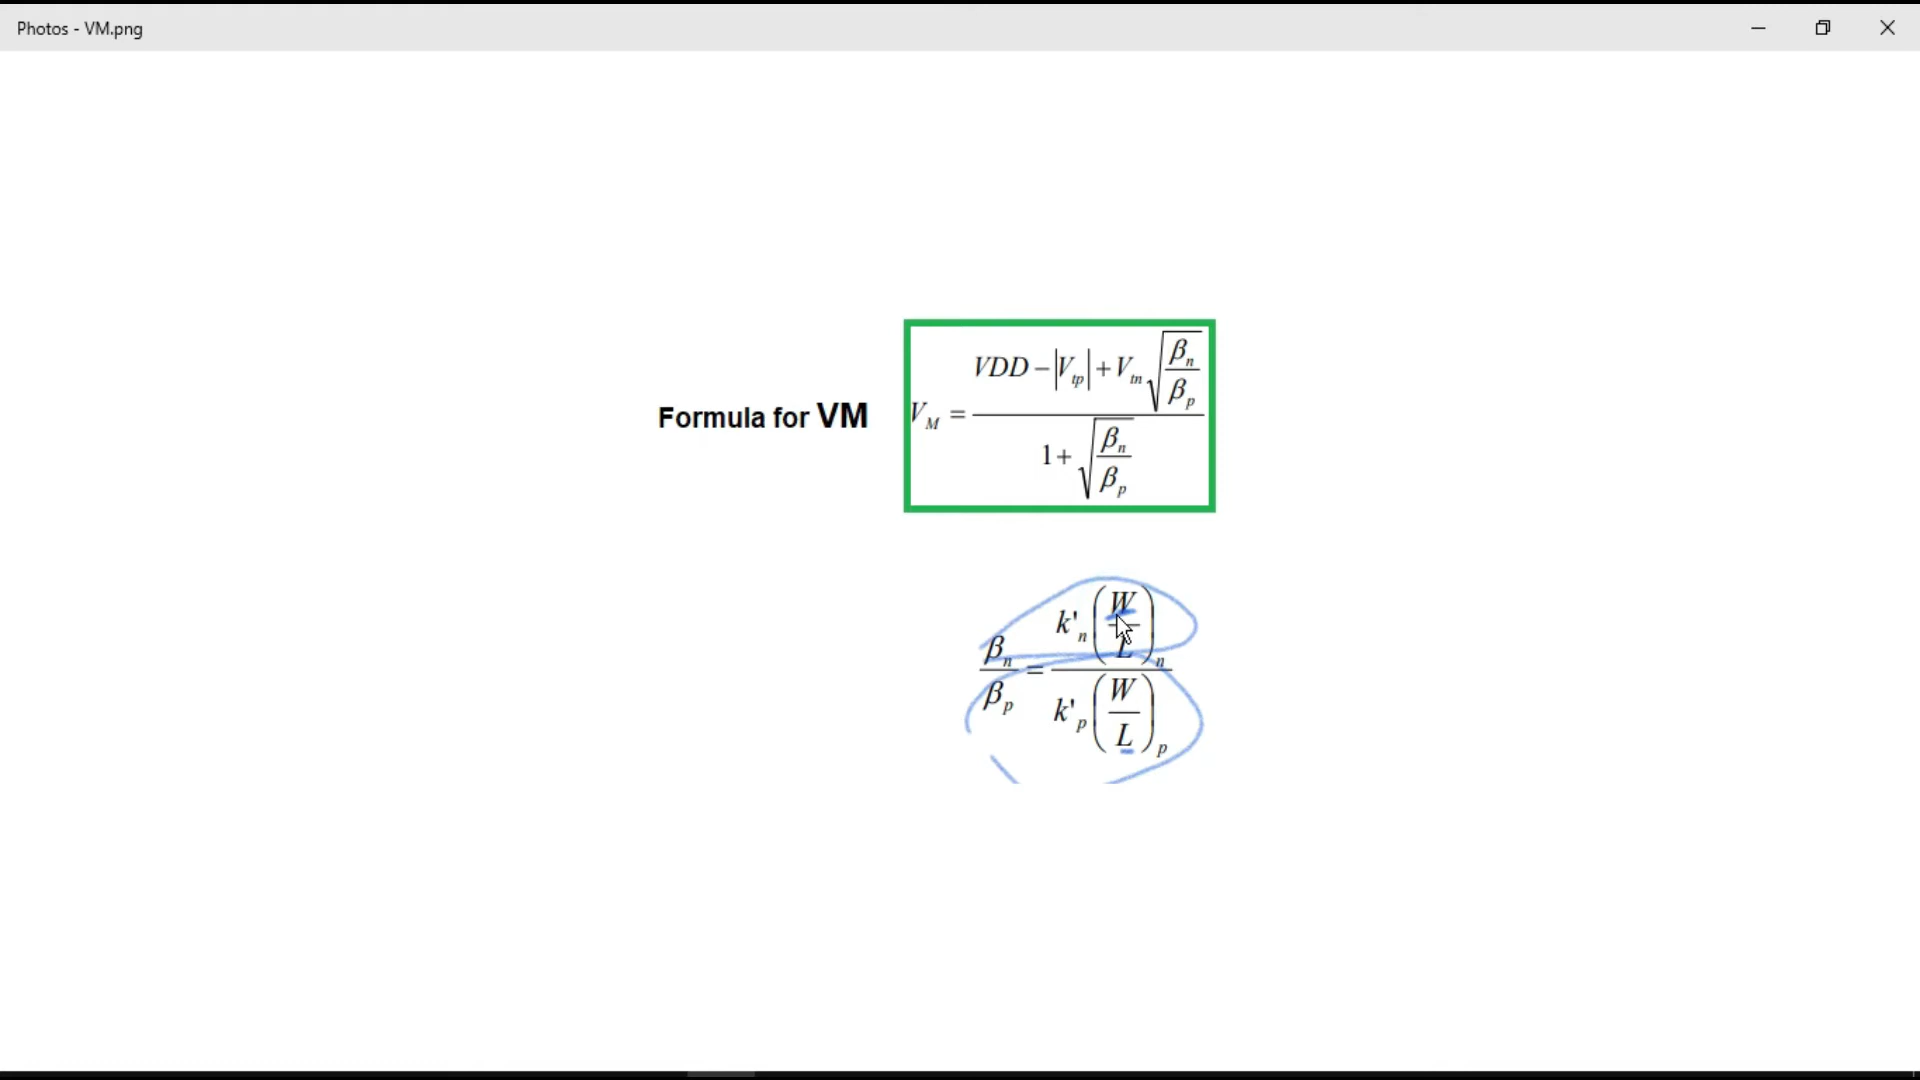 Photos - VM.png
Formula for VM
V_M = (VDD - |V_tp| + V_tn √(β_n / β_p)) / (1 + √(β_n / β_p))
β_n / β_p = k'_n (W / L)_n / k'_p (W / L)_p